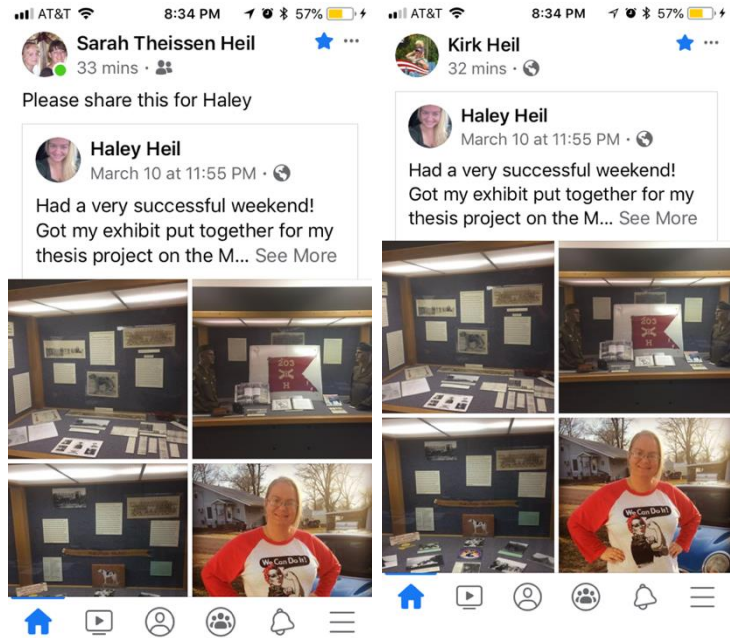 AT&T 8:34 PM 57%
Sarah Theissen Heil
33 mins ·
Please share this for Haley
Haley Heil
March 10 at 11:55 PM ·
Had a very successful weekend!
Got my exhibit put together for my
thesis project on the M... See More
203
H
We Can Do It!
AT&T 8:34 PM 57%
Kirk Heil
32 mins ·
Haley Heil
March 10 at 11:55 PM ·
Had a very successful weekend!
Got my exhibit put together for my
thesis project on the M... See More
203
H
We Can Do It!